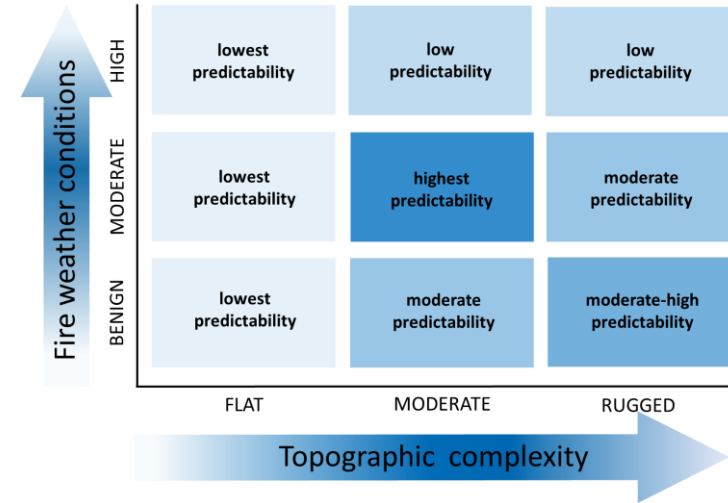 Fire weather conditions
HIGH
MODERATE
BENIGN
lowest
predictability
low
predictability
low
predictability
lowest
predictability
highest
predictability
moderate
predictability
lowest
predictability
moderate
predictability
moderate-high
predictability
FLAT
MODERATE
RUGGED
Topographic complexity